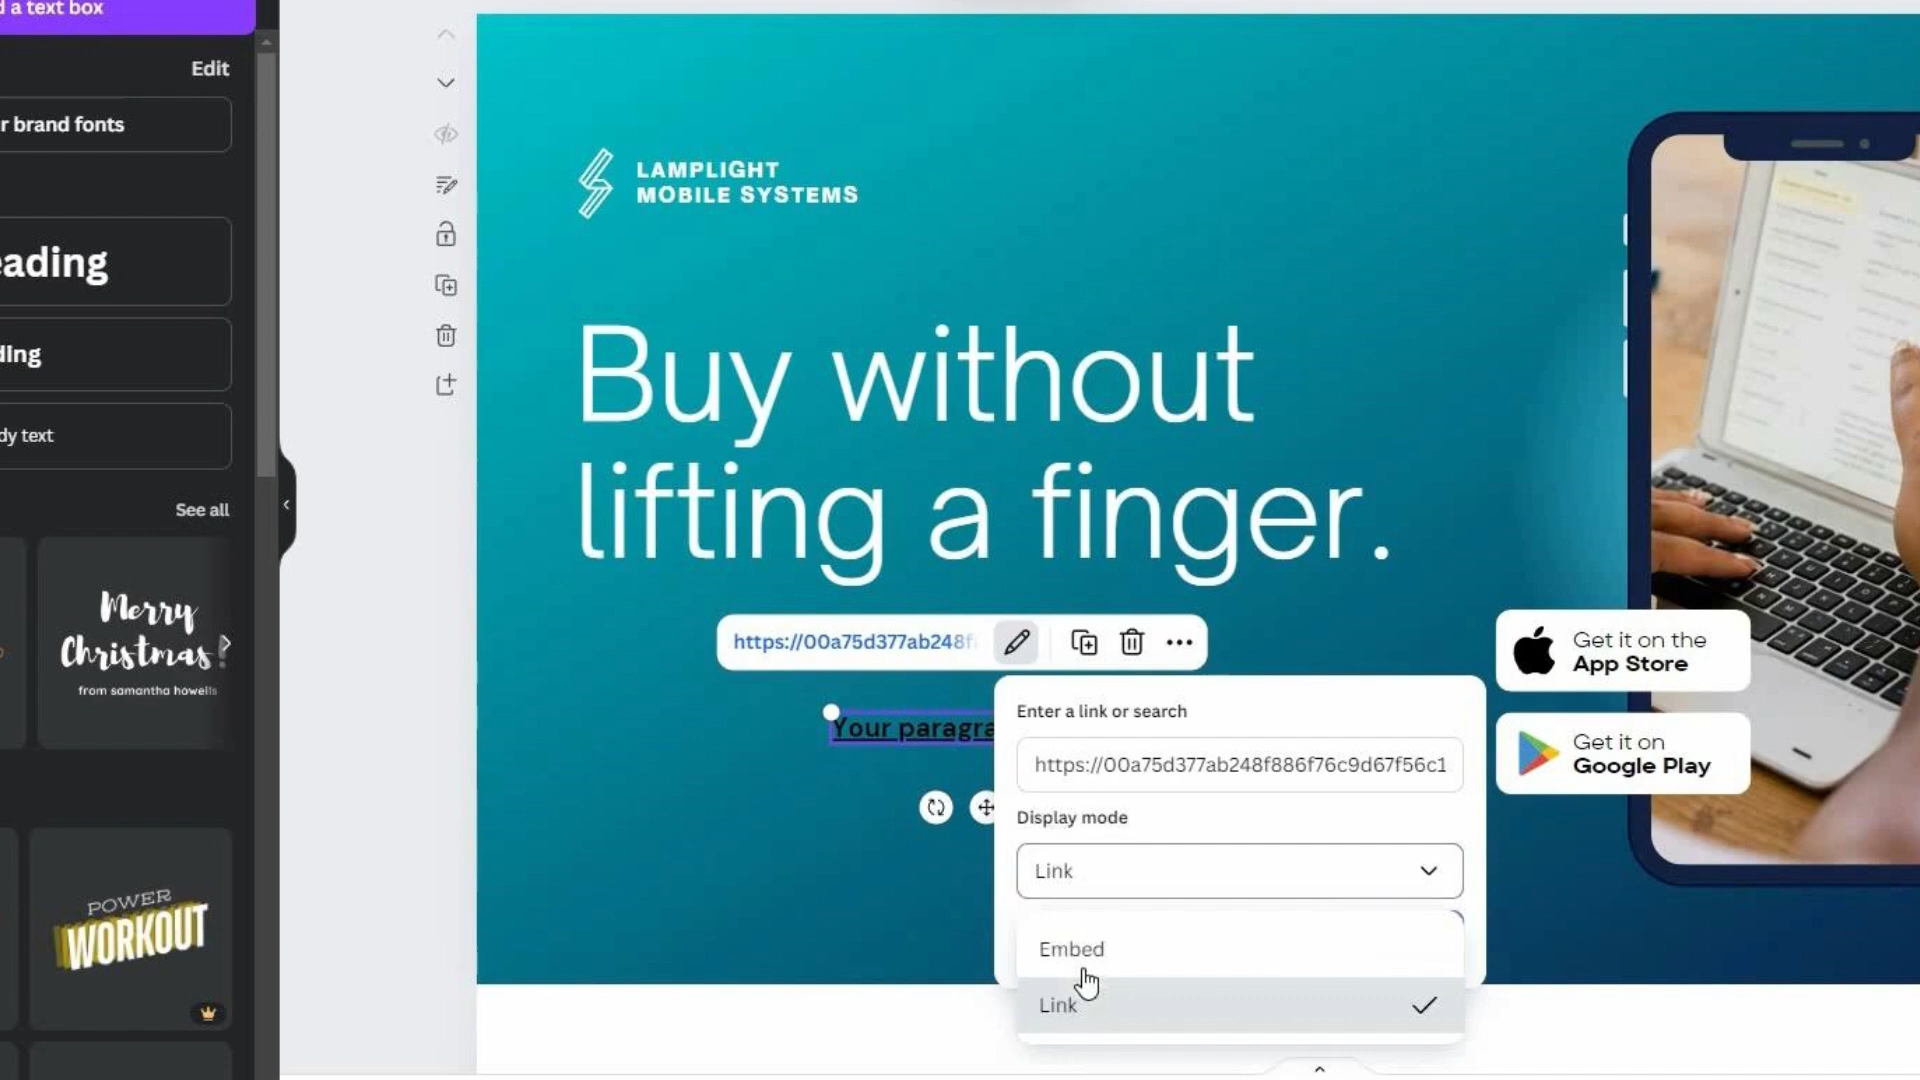 d a text box
Edit
r brand fonts
eading
ding
dy text
See all
Merry
Christmas
from samantha howells
POWER
WORKOUT
LAMPLIGHT
MOBILE SYSTEMS
Buy without
lifting a finger.
https://00a75d377ab248f
Your paragra
Enter a link or search
https://00a75d377ab248f886f76c9d67f56c1
Display mode
Link
Embed
Link
Get it on the
App Store
Get it on
Google Play